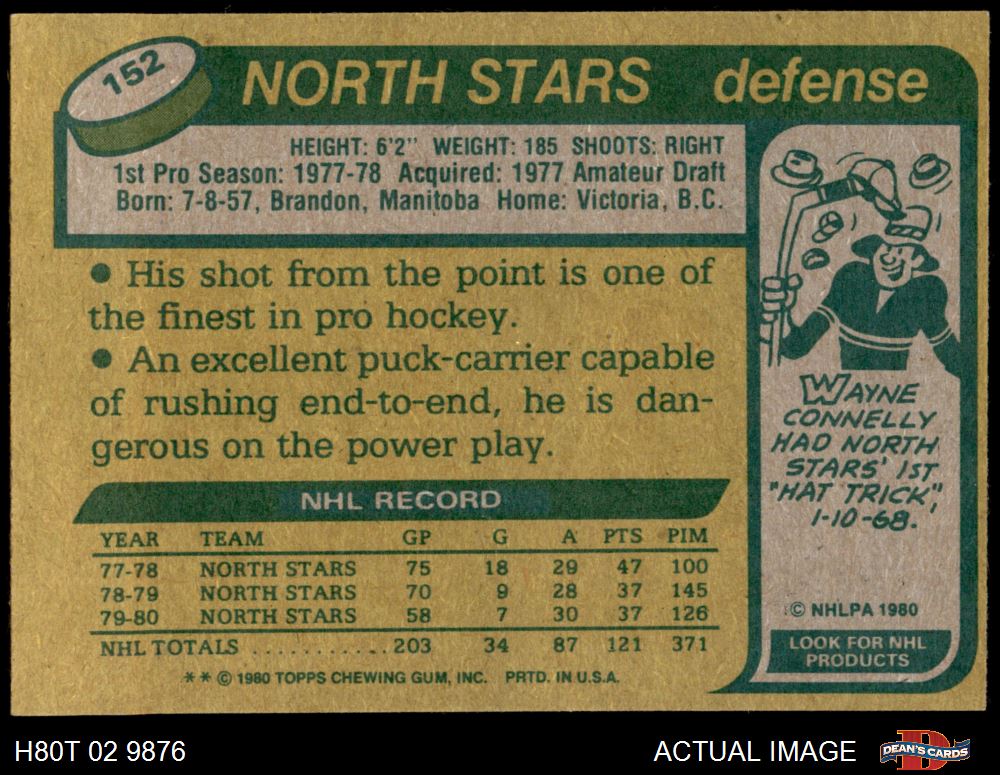 152
NORTH STARS defense
HEIGHT: 6'2" WEIGHT: 185 SHOOTS: RIGHT
1st Pro Season: 1977-78 Acquired: 1977 Amateur Draft
Born: 7-8-57, Brandon, Manitoba Home: Victoria, B.C.
● His shot from the point is one of
the finest in pro hockey.
● An excellent puck-carrier capable
of rushing end-to-end, he is dan-
gerous on the power play.
NHL RECORD
YEAR TEAM GP G A PTS PIM
77-78 NORTH STARS 75 18 29 47 100
78-79 NORTH STARS 70 9 28 37 145
79-80 NORTH STARS 58 7 30 37 126
NHL TOTALS ........... 203 34 87 121 371
* * © 1980 TOPPS CHEWING GUM, INC. PRTD. IN U.S.A.
WAYNE
CONNELLY
HAD NORTH
STARS' 1ST
"HAT TRICK",
1-10-68.
© NHLPA 1980
LOOK FOR NHL
PRODUCTS
H80T 02 9876
ACTUAL IMAGE
D
DEAN'S CARDS